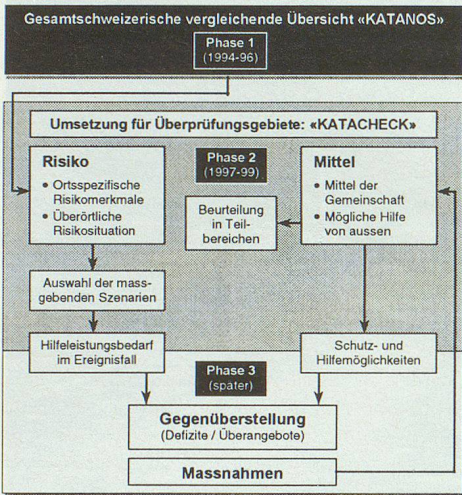 Gesamtschweizerische vergleichende Übersicht «KATANOS»
Phase 1
(1994-96)
Umsetzung für Überprüfungsgebiete: «KATACHECK»
Risiko
• Ortsspezifische
Risikomerkmale
• Überörtliche
Risikosituation
Phase 2
(1997-99)
Mittel
• Mittel der
Gemeinschaft
• Mögliche Hilfe
von aussen
Beurteilung
in Teil-
bereichen
Auswahl der mass-
gebenden Szenarien
Hilfeleistungsbedarf
im Ereignisfall
Schutz- und
Hilfemöglichkeiten
Phase 3
(später)
Gegenüberstellung
(Defizite / Überangebote)
Massnahmen